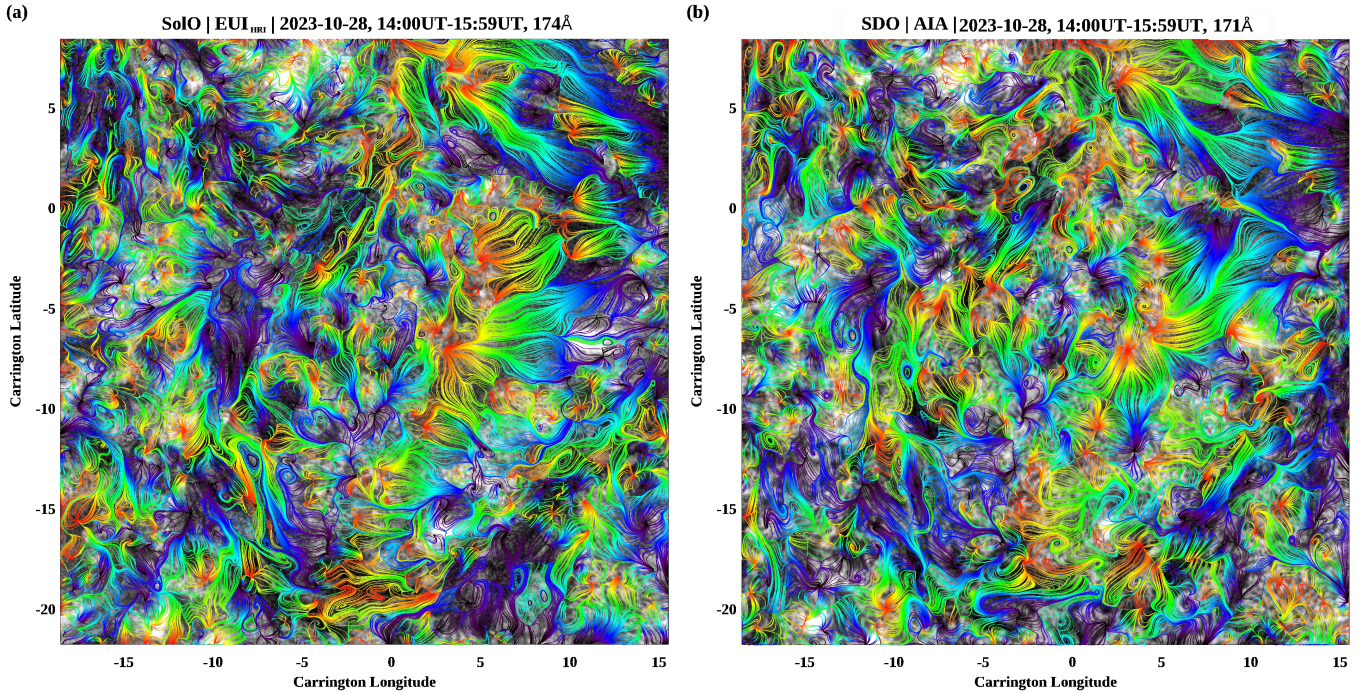 (a)
SolO | EUI HRI | 2023-10-28, 14:00UT-15:59UT, 174Å
5
0
-5
-10
-15
-20
Carrington Latitude
-15 -10 -5 0 5 10 15
Carrington Longitude
(b)
SDO | AIA | 2023-10-28, 14:00UT-15:59UT, 171Å
5
0
-5
-10
-15
-20
Carrington Latitude
-15 -10 -5 0 5 10 15
Carrington Longitude